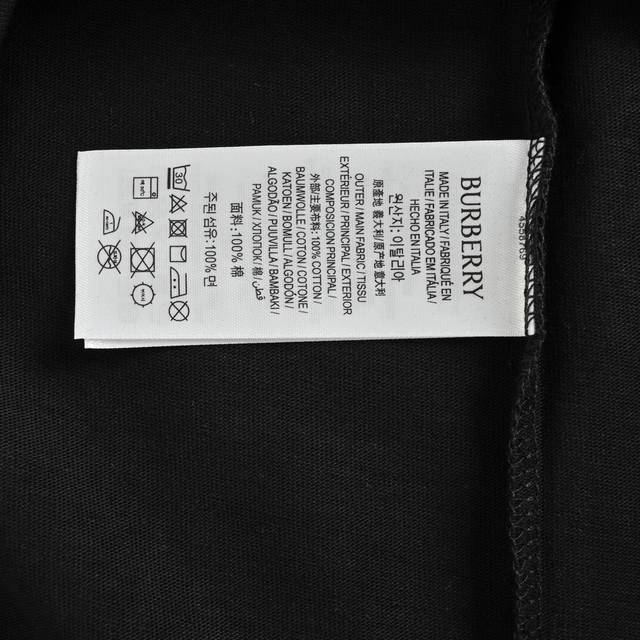 BURBERRY
MADE IN ITALY / FABRIQUÉ EN
ITALIE / FABRICADO EM ITÁLIA /
HECHO EN ITALIA
원산지: 이탈리아
原産地 義大利/原产地 意大利
OUTER / MAIN FABRIC / TISSU
EXTÉRIEUR / PRINCIPAL / EXTERIOR
COMPOSICIÓN PRINCIPAL /
外部/主要布料: 100% COTTON /
BAUMWOLLE / COTON / COTONE /
KATOEN / BOMULL / ALGODÓN /
ALGODÃO / PUUVILLA / BAMBAKI /
PAMUK / ХЛОПОК / 棉 / قطن
面料: 100% 棉
주된 섬유: 100% 면
30